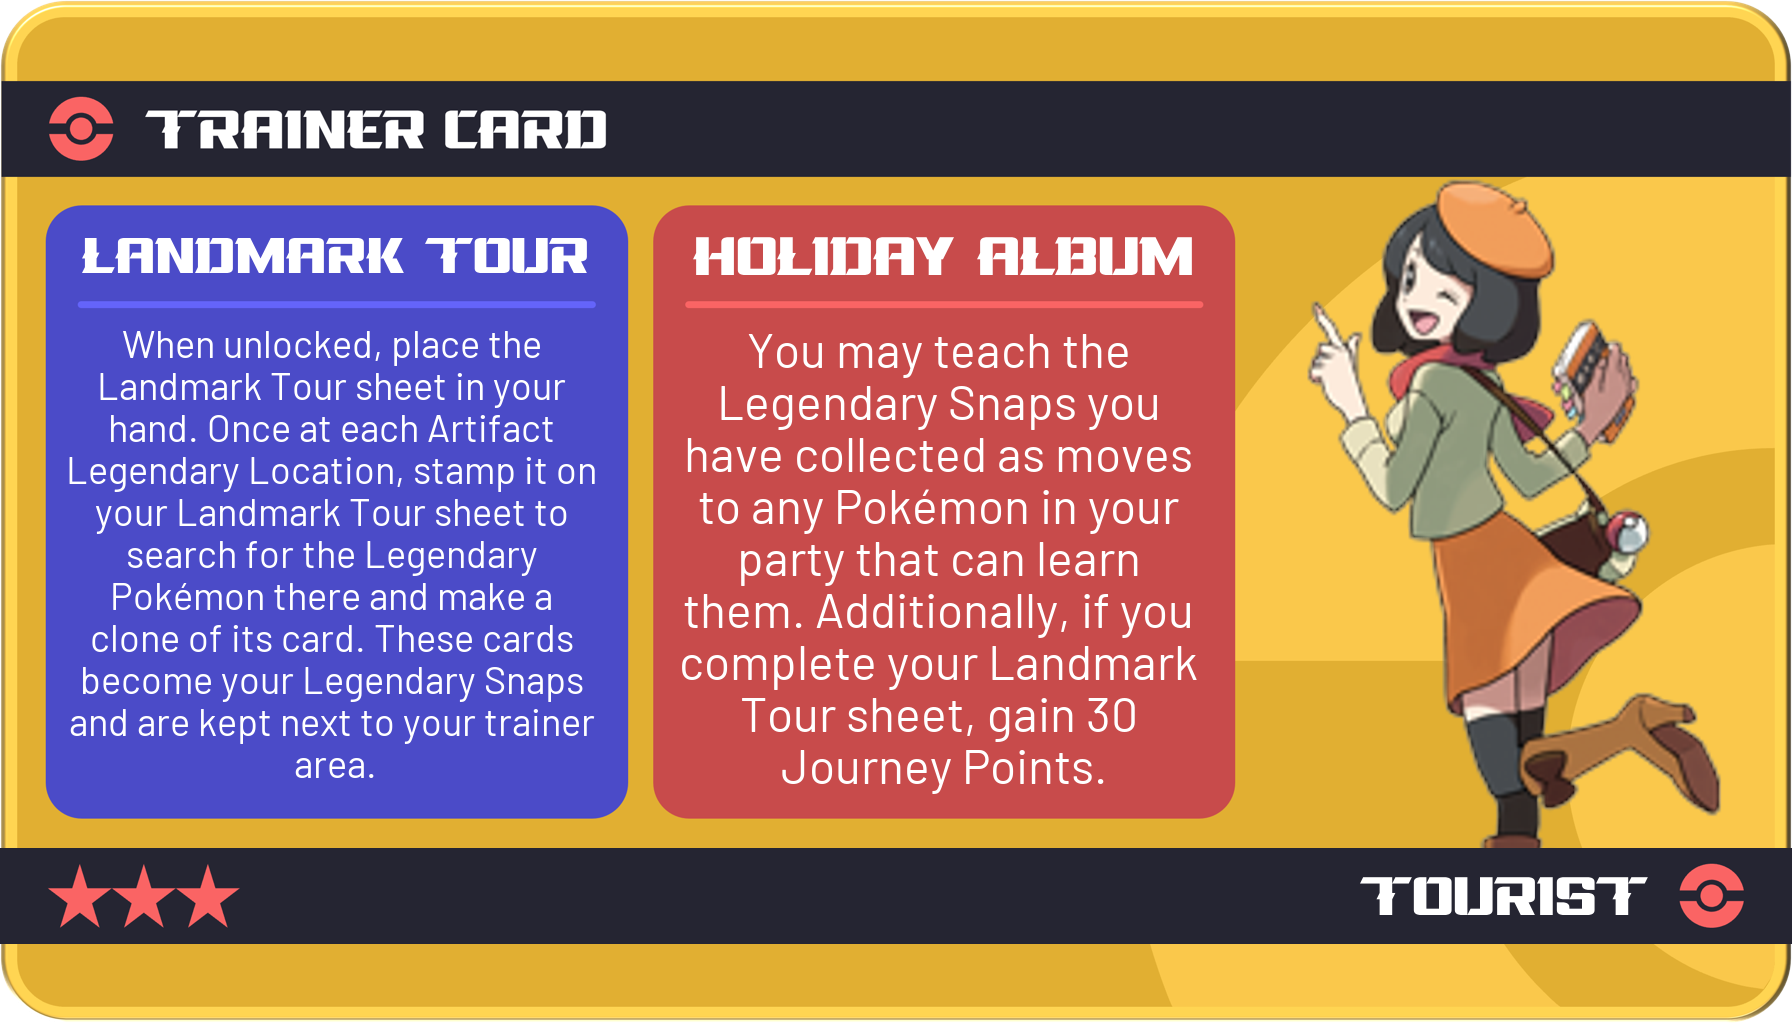 TRAINER CARD
LANDMARK TOUR
When unlocked, place the
Landmark Tour sheet in your
hand. Once at each Artifact
Legendary Location, stamp it on
your Landmark Tour sheet to
search for the Legendary
Pokémon there and make a
clone of its card. These cards
become your Legendary Snaps
and are kept next to your trainer
area.
HOLIDAY ALBUM
You may teach the
Legendary Snaps you
have collected as moves
to any Pokémon in your
party that can learn
them. Additionally, if you
complete your Landmark
Tour sheet, gain 30
Journey Points.
TOURIST